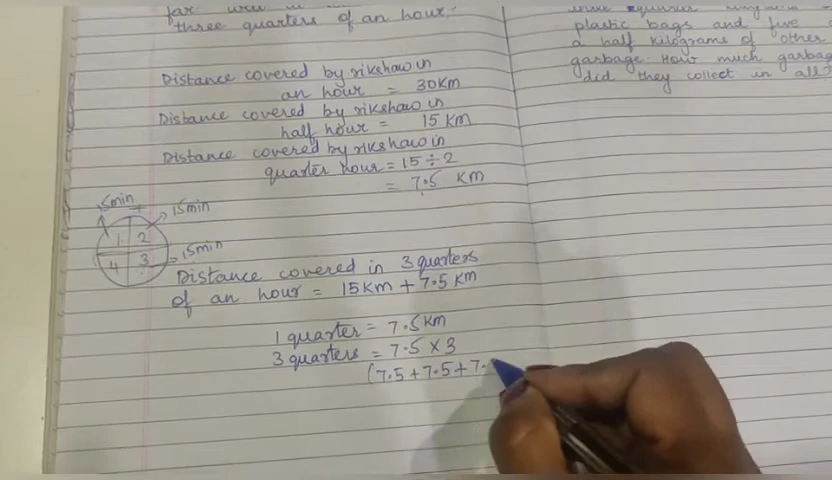 three quarters of an hour.
Distance covered by rikshaw in
an hour = 30Km
Distance covered by rikshaw in
half hour = 15 Km
Distance covered by rikshaw in
quarter hour = 15 ÷ 2
= 7.5 Km
15min
15min
1 2
4 3
= 15min
Distance covered in 3 quarters
of an hour = 15Km + 7.5 Km
1 quarter = 7.5Km
3 quarters = 7.5 × 3
(7.5 + 7.5 + 7.
plastic bags and five
a half kilograms of other
garbage. How much garbag
did they collect in all?